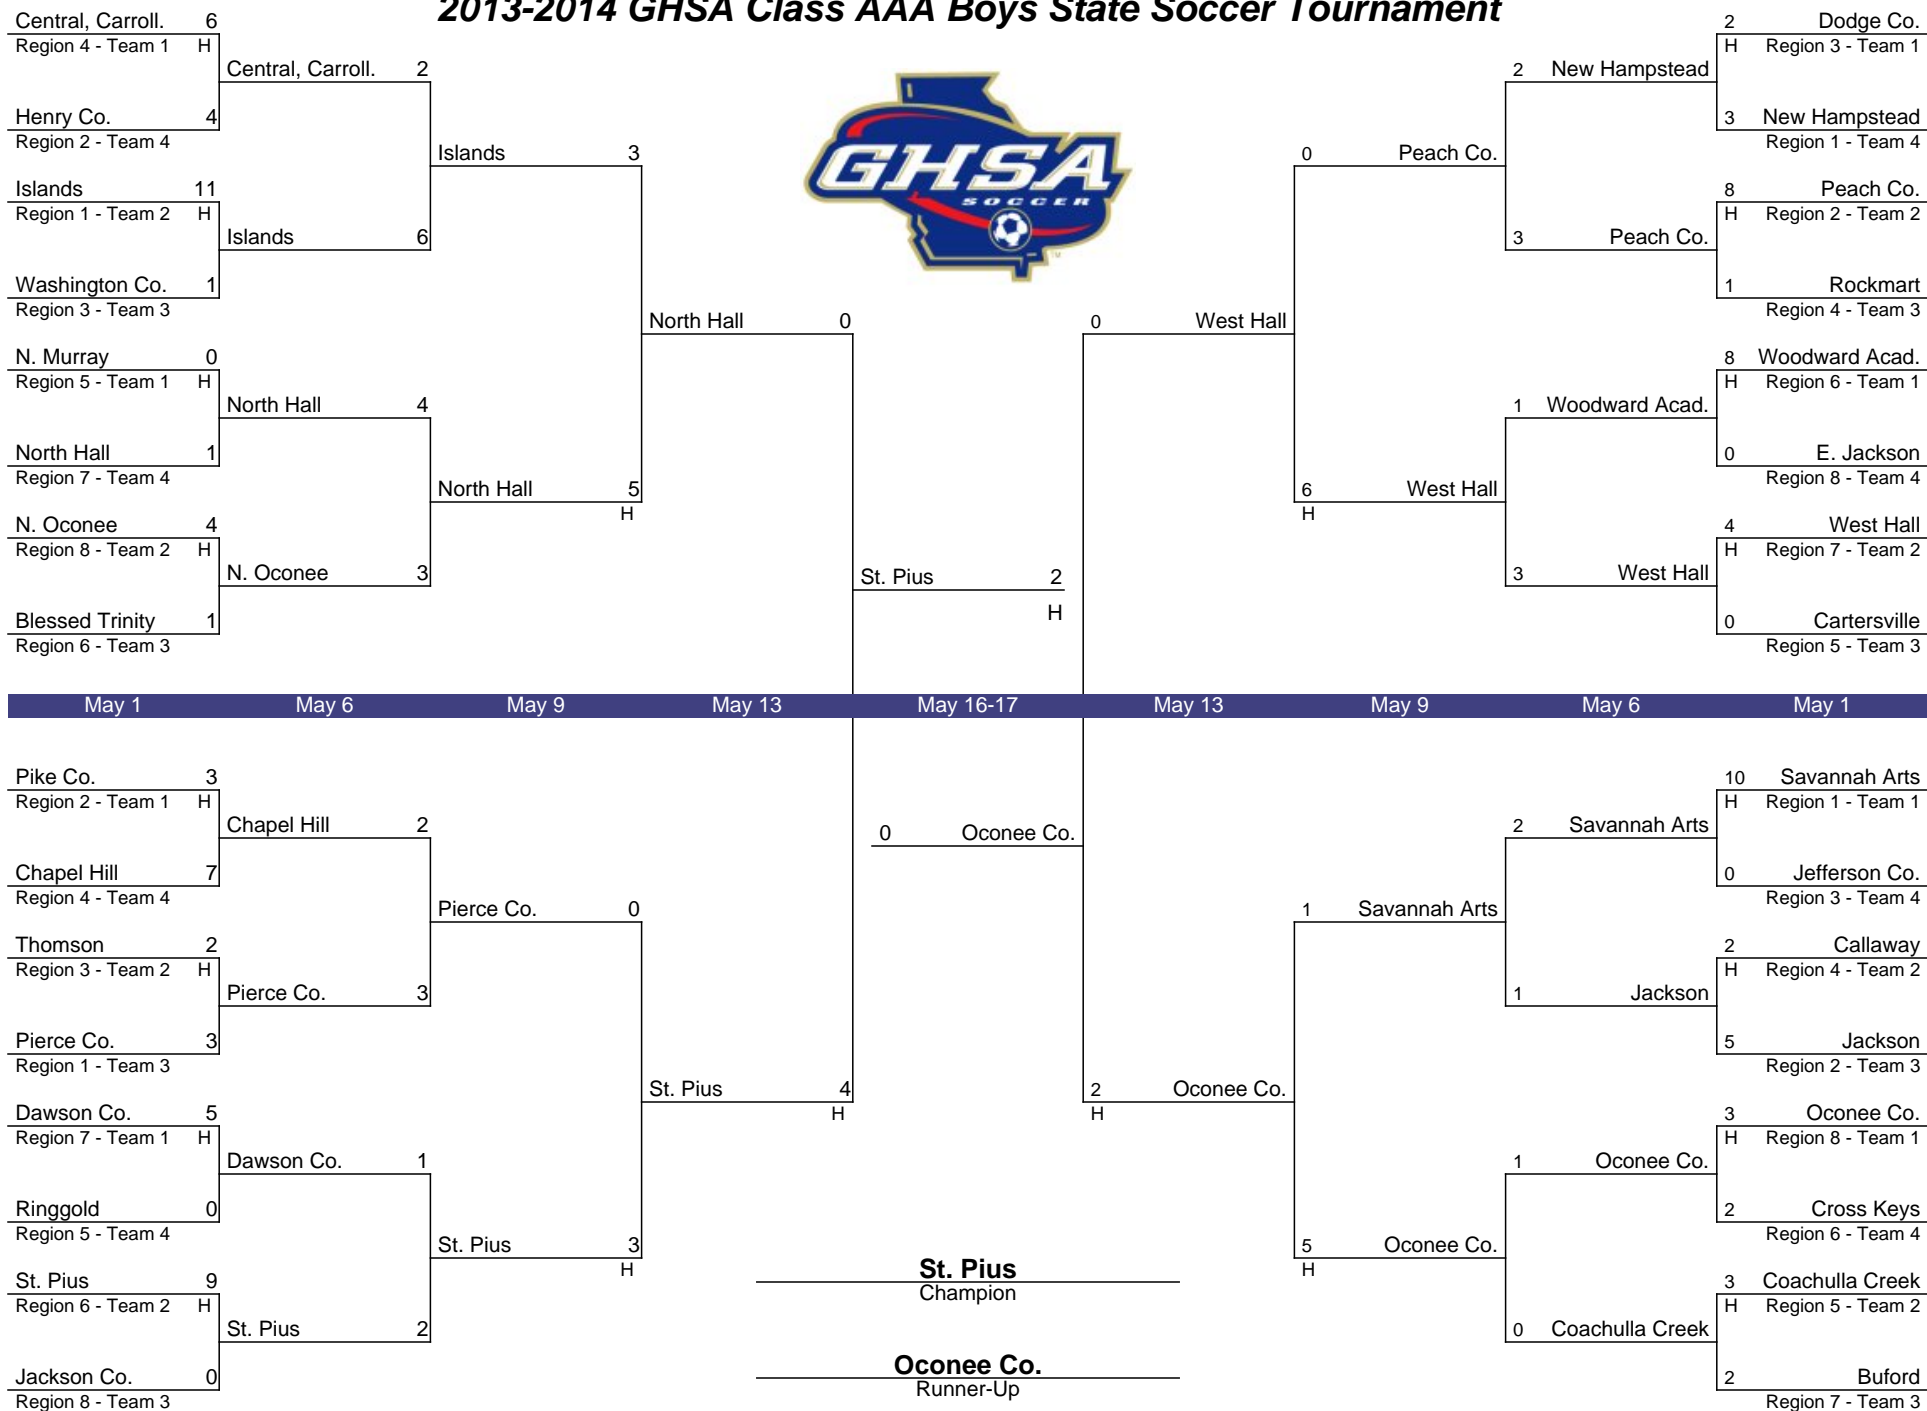 2013-2014 GHSA Class AAA Boys State Soccer Tournament
GHSA
SOCCER
TM
Central, Carroll. 6
Region 4 - Team 1 H
Henry Co. 4
Region 2 - Team 4
Islands 11
Region 1 - Team 2 H
Washington Co. 1
Region 3 - Team 3
N. Murray 0
Region 5 - Team 1 H
North Hall 1
Region 7 - Team 4
N. Oconee 4
Region 8 - Team 2 H
Blessed Trinity 1
Region 6 - Team 3
Central, Carroll. 2
Islands 6
North Hall 4
N. Oconee 3
Islands 3
North Hall 5
H
North Hall 0
St. Pius 2
H
0 West Hall
0 Peach Co.
6 West Hall
H
2 New Hampstead
3 Peach Co.
1 Woodward Acad.
3 West Hall
2 Dodge Co.
H Region 3 - Team 1
3 New Hampstead
Region 1 - Team 4
8 Peach Co.
H Region 2 - Team 2
1 Rockmart
Region 4 - Team 3
8 Woodward Acad.
H Region 6 - Team 1
0 E. Jackson
Region 8 - Team 4
4 West Hall
H Region 7 - Team 2
0 Cartersville
Region 5 - Team 3
May 1 May 6 May 9 May 13 May 16-17 May 13 May 9 May 6 May 1
Pike Co. 3
Region 2 - Team 1 H
Chapel Hill 7
Region 4 - Team 4
Thomson 2
Region 3 - Team 2 H
Pierce Co. 3
Region 1 - Team 3
Dawson Co. 5
Region 7 - Team 1 H
Ringgold 0
Region 5 - Team 4
St. Pius 9
Region 6 - Team 2 H
Jackson Co. 0
Region 8 - Team 3
Chapel Hill 2
Pierce Co. 3
Dawson Co. 1
St. Pius 2
Pierce Co. 0
St. Pius 3
H
St. Pius 4
H
0 Oconee Co.
2 Oconee Co.
H
1 Savannah Arts
5 Oconee Co.
H
2 Savannah Arts
1 Jackson
1 Oconee Co.
0 Coachulla Creek
10 Savannah Arts
H Region 1 - Team 1
0 Jefferson Co.
Region 3 - Team 4
2 Callaway
H Region 4 - Team 2
5 Jackson
Region 2 - Team 3
3 Oconee Co.
H Region 8 - Team 1
2 Cross Keys
Region 6 - Team 4
3 Coachulla Creek
H Region 5 - Team 2
2 Buford
Region 7 - Team 3
St. Pius
Champion
Oconee Co.
Runner-Up